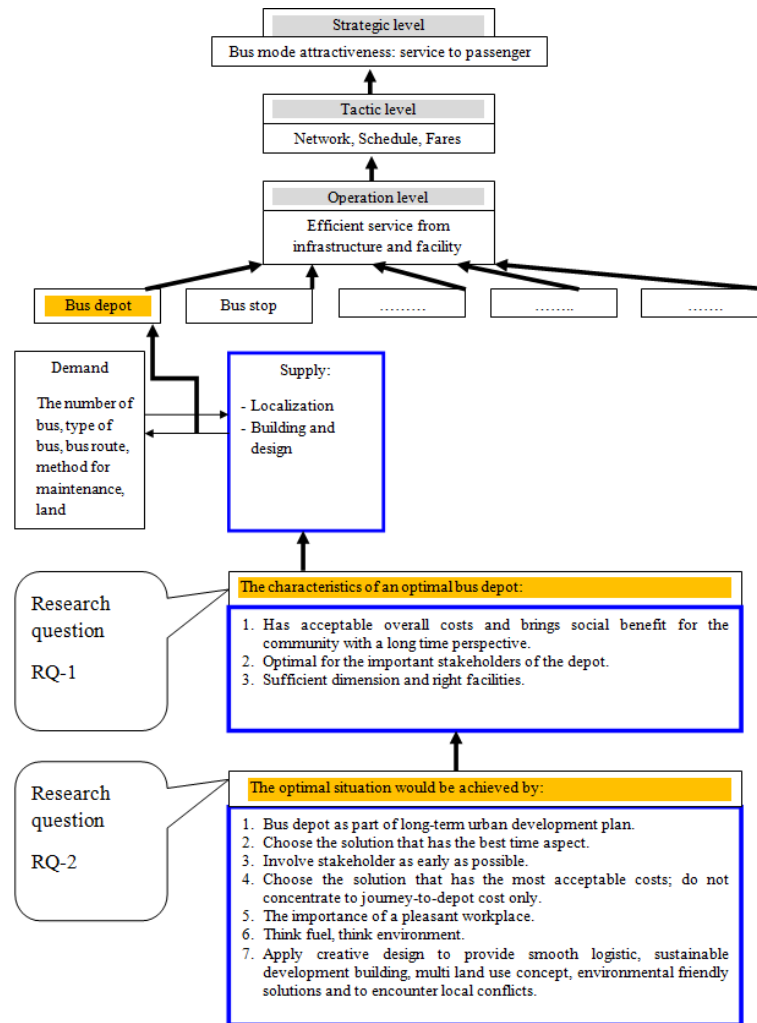 Strategic level
Bus mode attractiveness: service to passenger
Tactic level
Network, Schedule, Fares
Operation level
Efficient service from
infrastructure and facility
Bus depot
Bus stop
.........
........
.......
Demand
The number of
bus, type of
bus, bus route,
method for
maintenance,
land
Supply:
- Localization
- Building and
design
Research
question
RQ-1
The characteristics of an optimal bus depot:
1. Has acceptable overall costs and brings social benefit for the
community with a long time perspective.
2. Optimal for the important stakeholders of the depot.
3. Sufficient dimension and right facilities.
Research
question
RQ-2
The optimal situation would be achieved by:
1. Bus depot as part of long-term urban development plan.
2. Choose the solution that has the best time aspect.
3. Involve stakeholder as early as possible.
4. Choose the solution that has the most acceptable costs; do not
concentrate to journey-to-depot cost only.
5. The importance of a pleasant workplace.
6. Think fuel, think environment.
7. Apply creative design to provide smooth logistic, sustainable
development building, multi land use concept, environmental friendly
solutions and to encounter local conflicts.